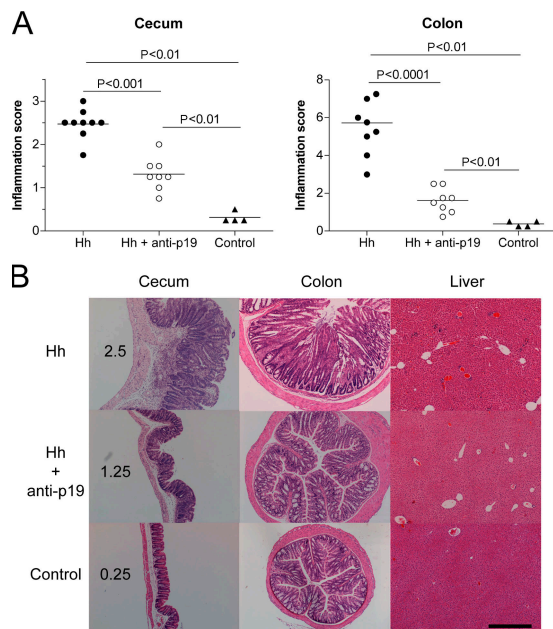 A
Cecum
P<0.01
P<0.001
P<0.01
Inflammation score
3
2
1
0
Hh
Hh + anti-p19
Control
Colon
P<0.01
P<0.0001
P<0.01
Inflammation score
8
6
4
2
0
Hh
Hh + anti-p19
Control
B
Cecum Colon Liver
Hh
2.5
Hh
+
anti-p19
1.25
Control
0.25